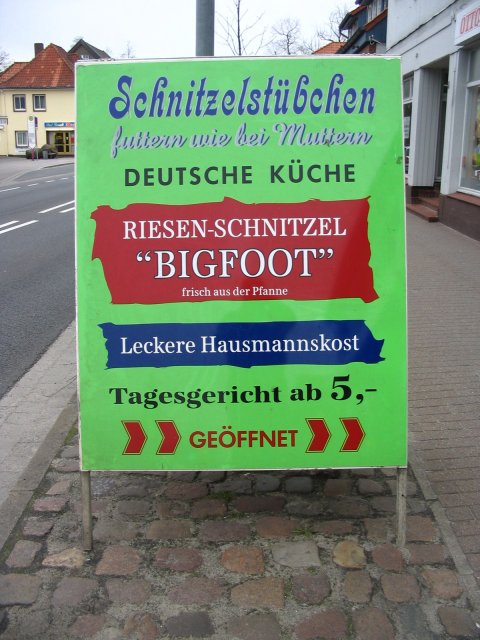 Schnitzelstübchen
futtern wie bei Muttern
DEUTSCHE KÜCHE
RIESEN-SCHNITZEL
"BIGFOOT"
frisch aus der Pfanne
Leckere Hausmannskost
Tagesgericht ab 5,-
GEÖFFNET